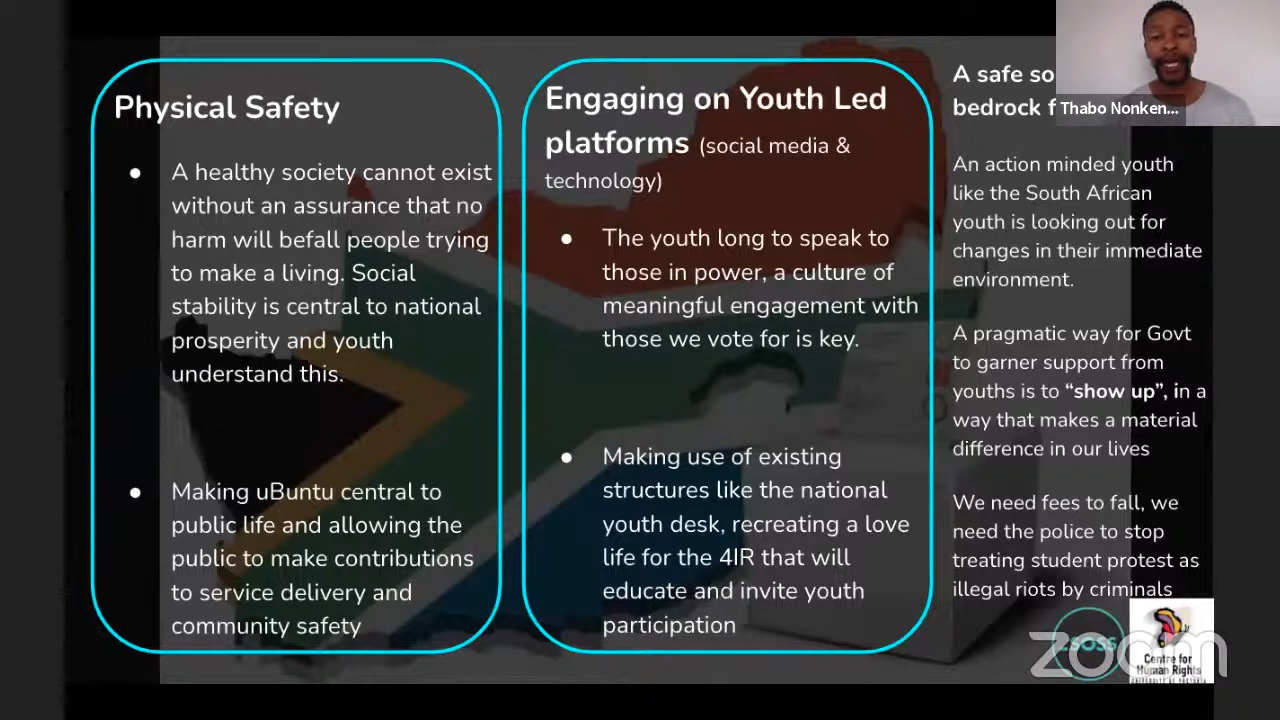 Physical Safety
● A healthy society cannot exist
without an assurance that no
harm will befall people trying
to make a living. Social
stability is central to national
prosperity and youth
understand this.
● Making uBuntu central to
public life and allowing the
public to make contributions
to service delivery and
community safety
Engaging on Youth Led
platforms (social media &
technology)
● The youth long to speak to
those in power, a culture of
meaningful engagement with
those we vote for is key.
● Making use of existing
structures like the national
youth desk, recreating a love
life for the 4IR that will
educate and invite youth
participation
A safe so
bedrock f
Thabo Nonken...
An action minded youth
like the South African
youth is looking out for
changes in their immediate
environment.
A pragmatic way for Govt
to garner support from
youths is to “show up”, in a
way that makes a material
difference in our lives
We need fees to fall, we
need the police to stop
treating student protest as
illegal riots by criminals
zoom
Centre for
Human Rights